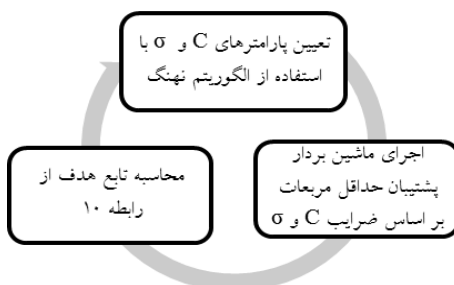 تعیین پارامترهای C و σ با
استفاده از الگوریتم نهنگ
اجرای ماشین بردار
پشتیبان حداقل مربعات
بر اساس ضرایب C و σ
محاسبه تابع هدف از
رابطه ۱۰